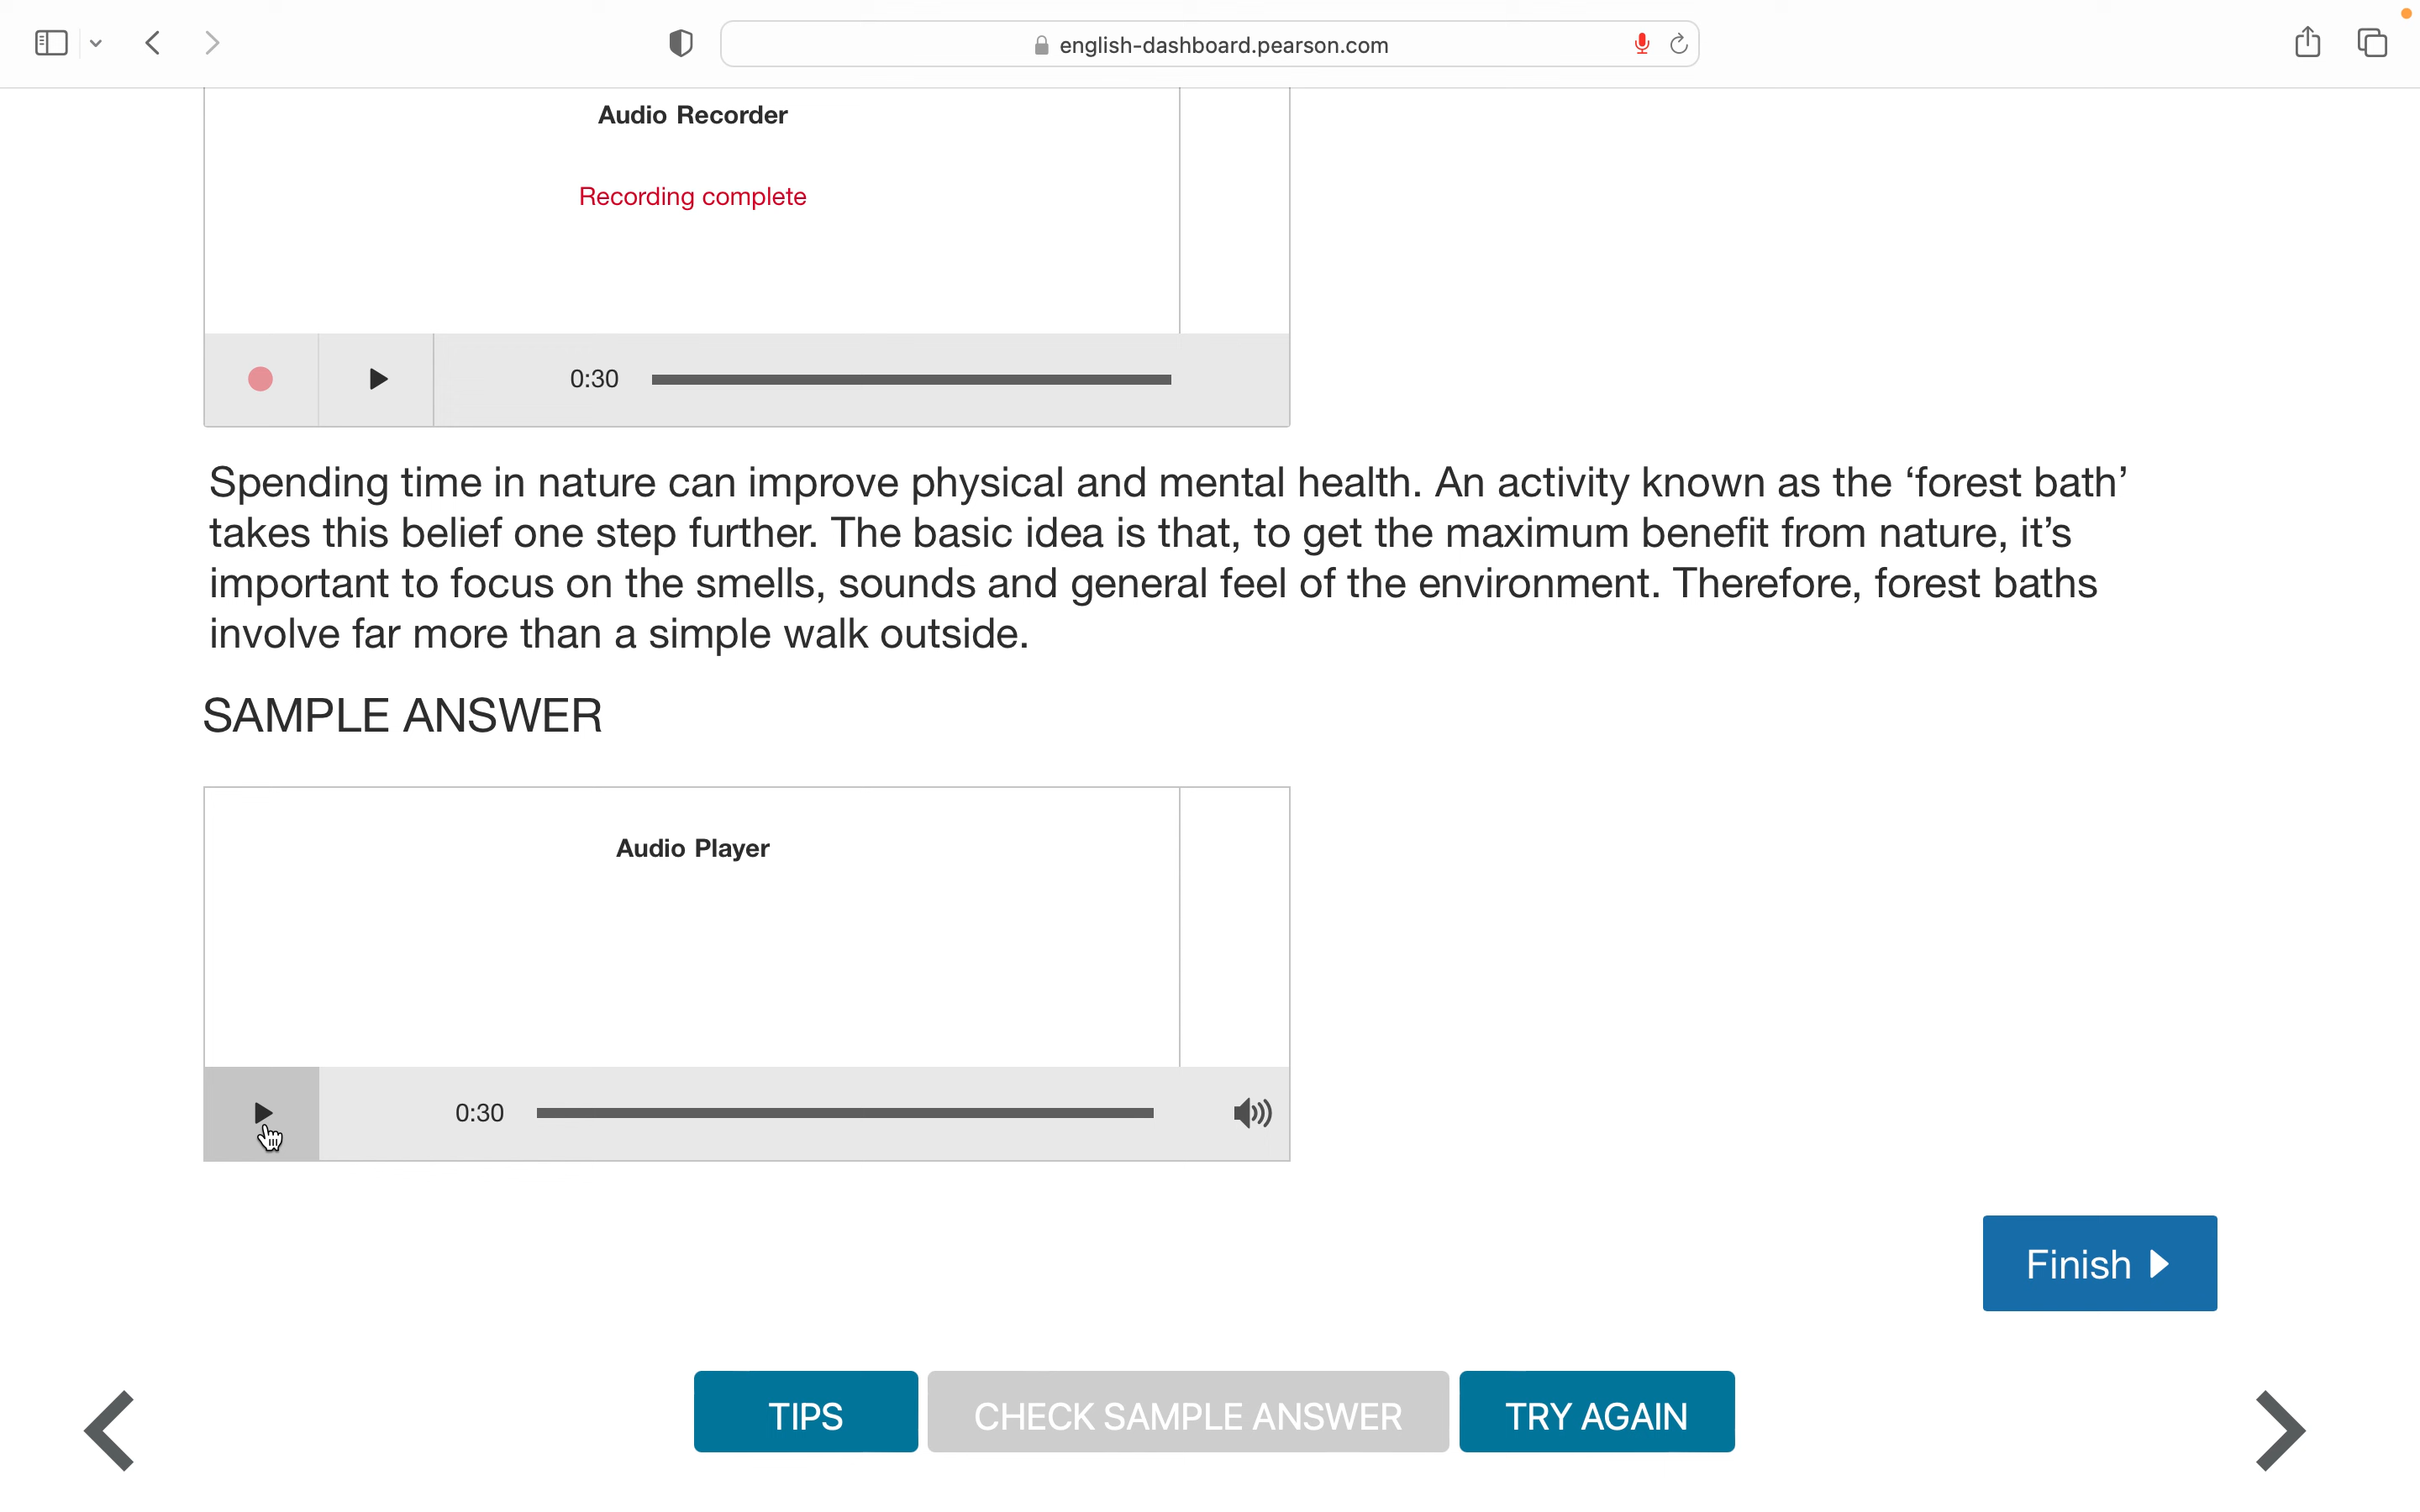 english-dashboard.pearson.com
Audio Recorder
Recording complete
0:30
Spending time in nature can improve physical and mental health. An activity known as the ‘forest bath’
takes this belief one step further. The basic idea is that, to get the maximum benefit from nature, it’s
important to focus on the smells, sounds and general feel of the environment. Therefore, forest baths
involve far more than a simple walk outside.
SAMPLE ANSWER
Audio Player
0:30
Finish
TIPS
CHECK SAMPLE ANSWER
TRY AGAIN